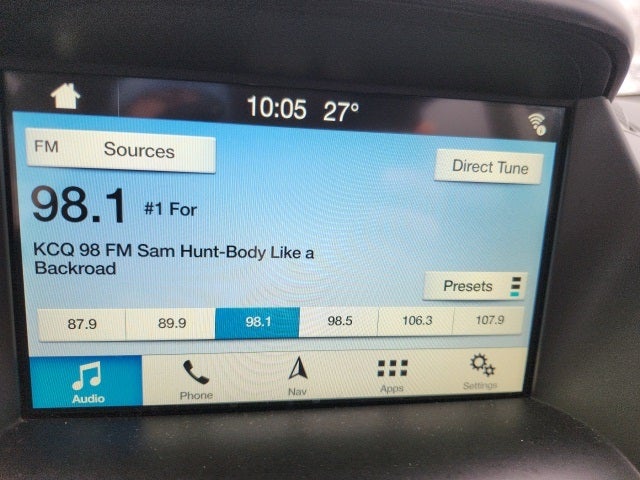 10:05 27°
FM Sources
Direct Tune
98.1 #1 For
KCQ 98 FM Sam Hunt-Body Like a
Backroad
Presets
87.9 89.9 98.1 98.5 106.3 107.9
Audio Phone Nav Apps Settings